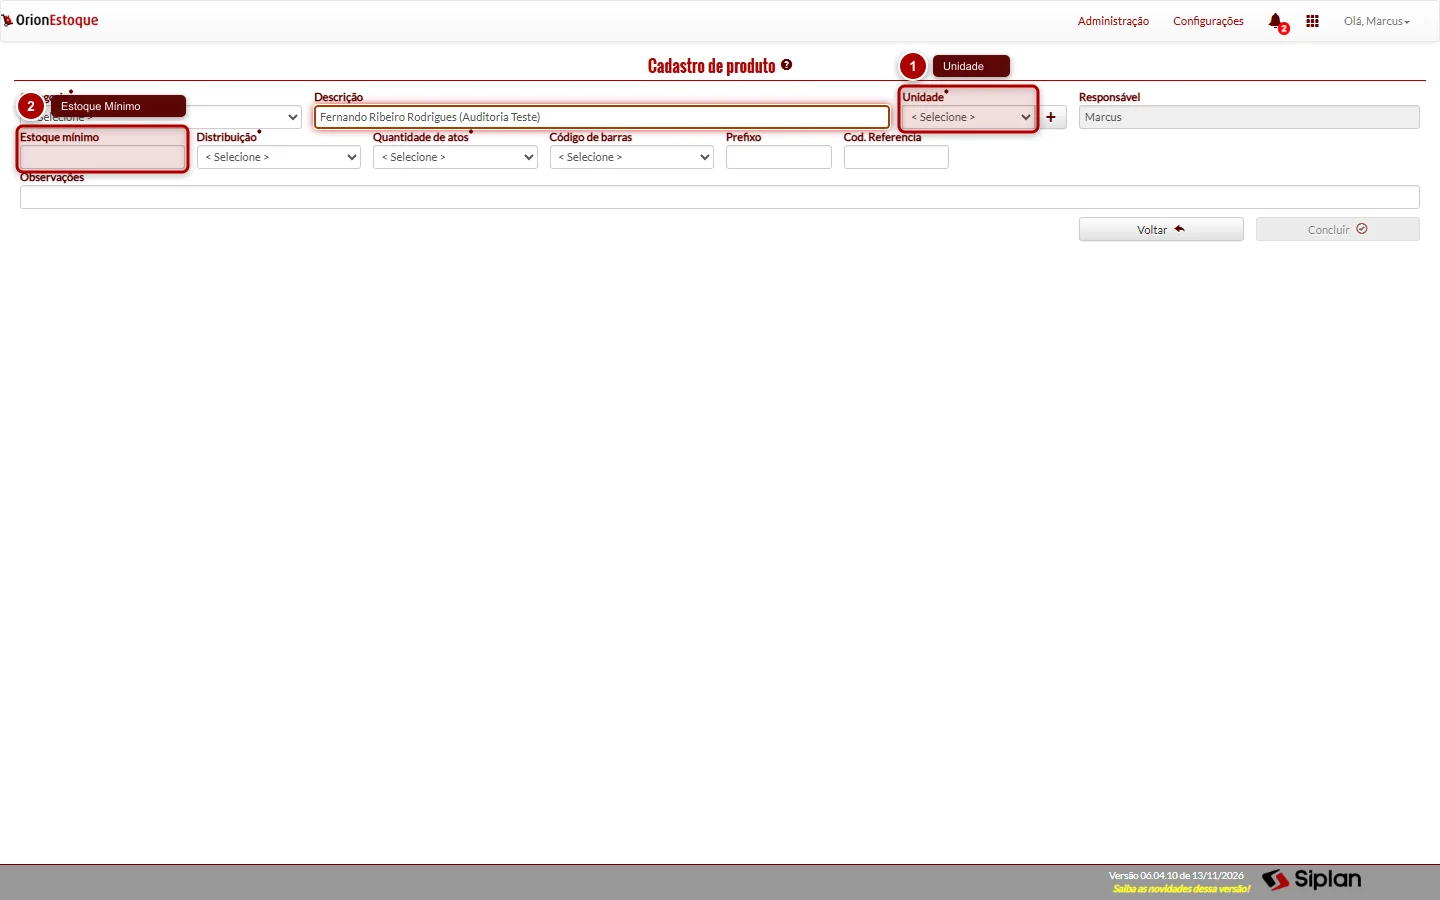 OrionEstoque
Administração
Configurações
2
Olá, Marcus
Cadastro de produto ?
1
Unidade
2
Estoque Mínimo
Descrição
Unidade*
Responsável
< Selecione >
Fernando Ribeiro Rodrigues (Auditoria Teste)
< Selecione >
+
Marcus
Estoque mínimo
Distribuição*
Quantidade de atos*
Código de barras
Prefixo
Cod. Referencia
< Selecione >
< Selecione >
< Selecione >
Observações
Voltar
Concluir
Versão 06.04.10 de 13/11/2026
Saiba as novidades dessa versão!
Siplan